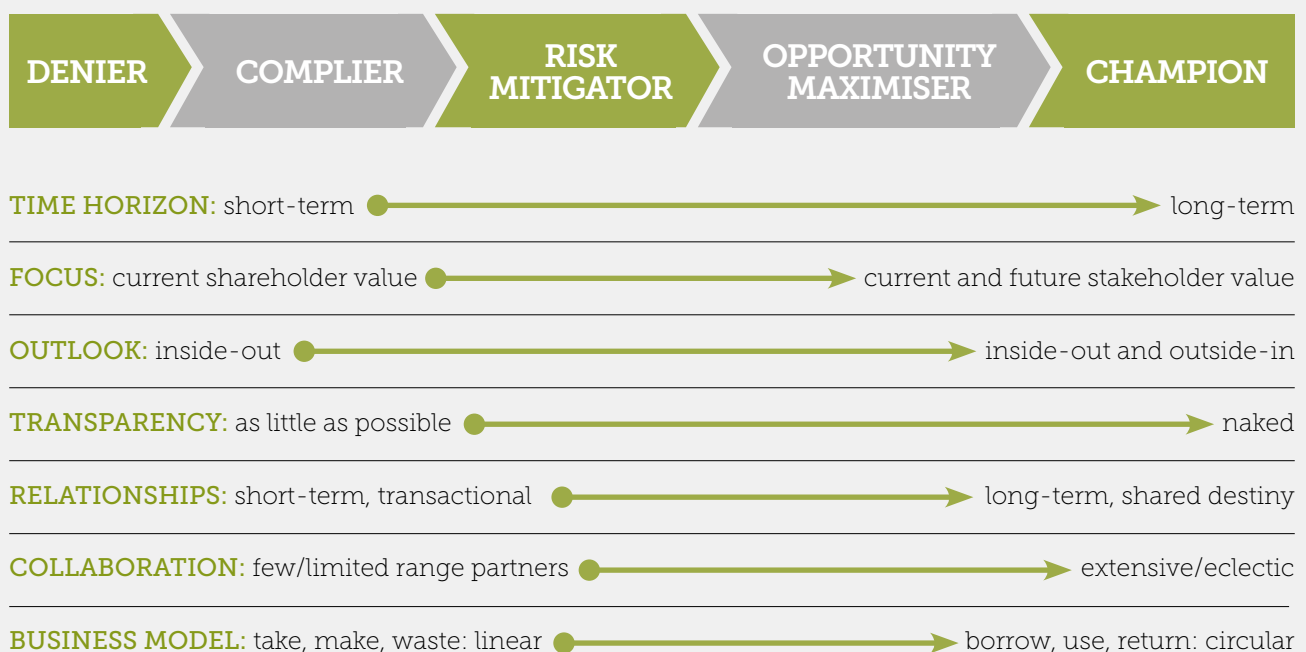 DENIER
COMPLIER
RISK
MITIGATOR
OPPORTUNITY
MAXIMISER
CHAMPION
TIME HORIZON: short-term long-term
FOCUS: current shareholder value current and future stakeholder value
OUTLOOK: inside-out inside-out and outside-in
TRANSPARENCY: as little as possible naked
RELATIONSHIPS: short-term, transactional long-term, shared destiny
COLLABORATION: few/limited range partners extensive/eclectic
BUSINESS MODEL: take, make, waste: linear borrow, use, return: circular